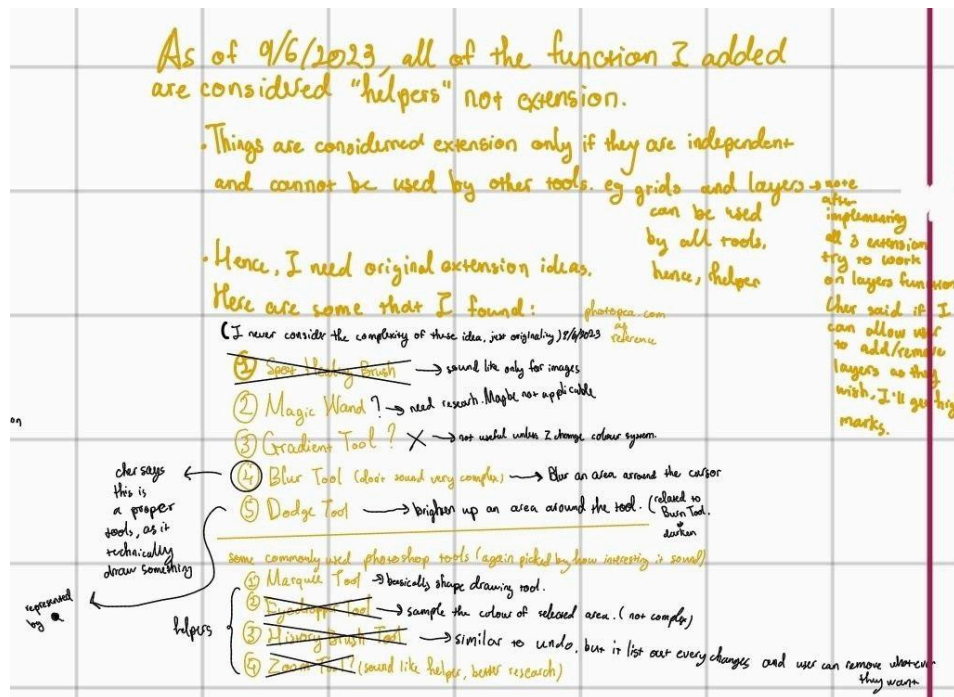 As of 9/6/2023, all of the function I added
are considered "helpers" not extension.
• Things are considerred extension only if they are independent
and cannot be used by other tools. eg grids and layers → note
can be used
by all tools,
hence, helper
after
implementing
all 3 extension
try to work
on layers function
Cher said if I
can allow user
to add/remove
layers as they
wish, I'll get high
marks.
• Hence, I need original extension ideas.
Here are some that I found:
photopea.com
as
reference
(I never consider the complexity of these idea, just originality) 9/6/2023
① Spot Healing Brush → sound like only for images
② Magic Wand ? → need research. Maybe not applicable
③ Gradient Tool ? X → not useful unless I change colour system.
④ Blur Tool (don't sound very complex) → Blur an area around the cursor
⑤ Dodge Tool → brighten up an area around the tool. (related to
Burn Tool.
darken
on
cher says
this is
a proper
tools, as it
technically
draw something
represented
by
some commonly used photoshop tools (again picked by how interesting it sound)
① Marquee Tool → basically shape drawing tool.
helpers
② Eyedropper Tool → sample the colour of selected area. (not complex)
③ History Brush Tool → similar to undo, but it list out every changes and user can remove whatever
they want
④ Zoom Tool? (sound like helper, better research)